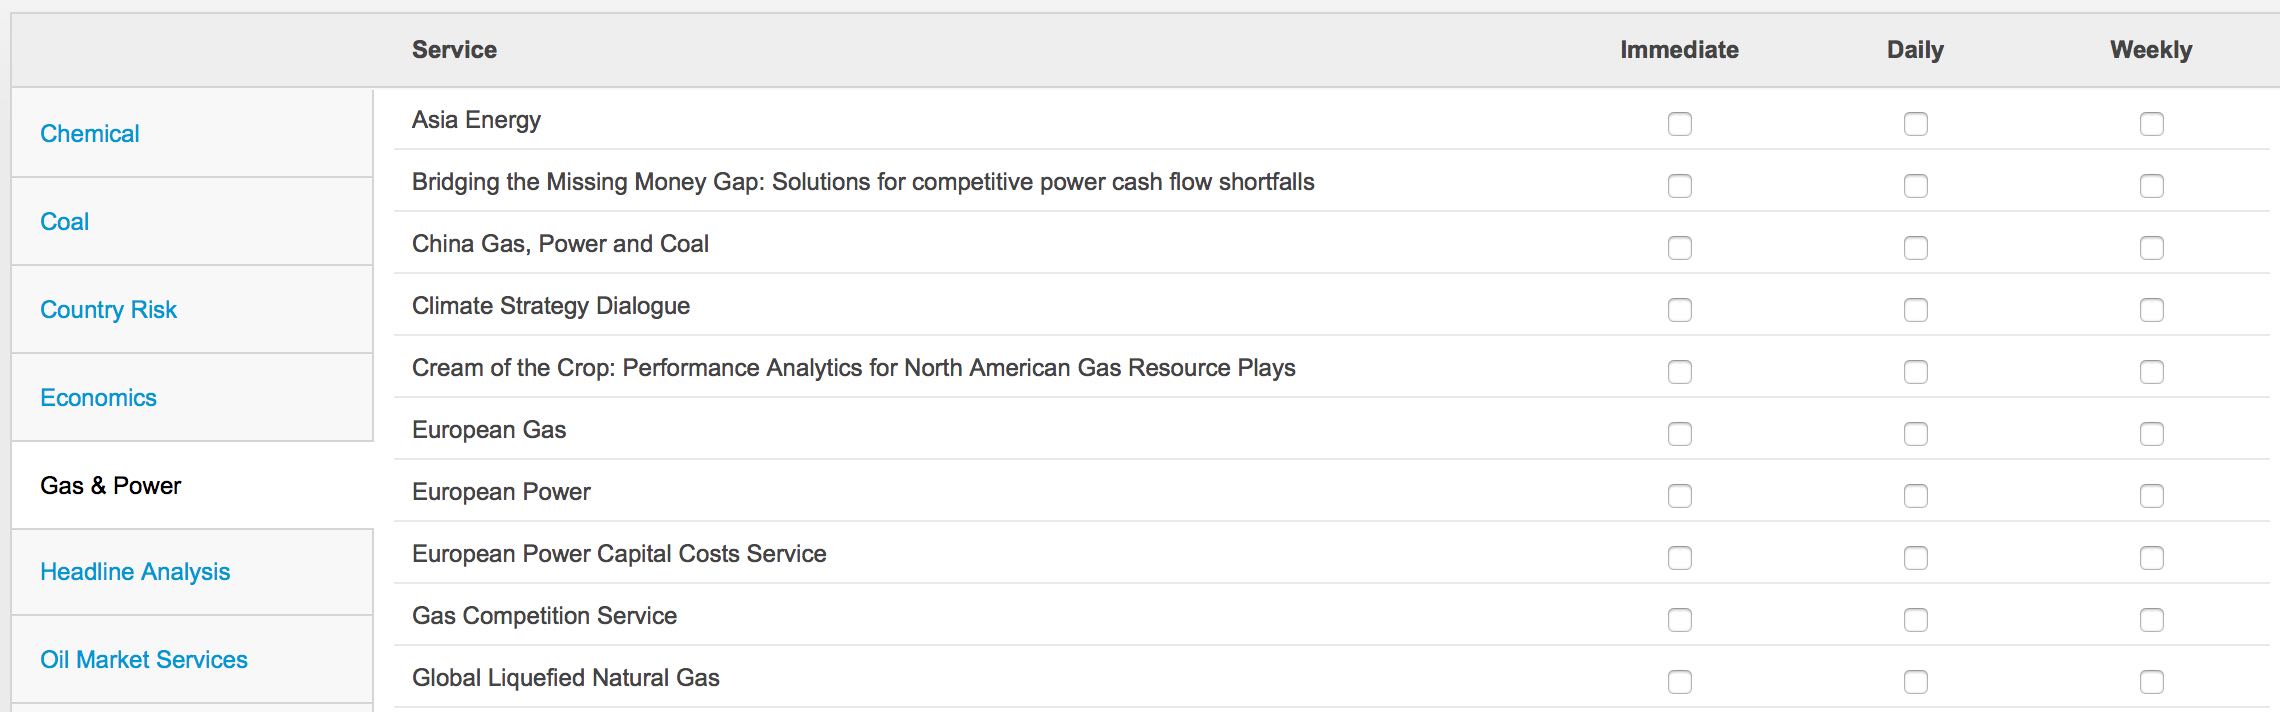 Service Immediate Daily Weekly
Chemical
Coal
Country Risk
Economics
Gas & Power
Headline Analysis
Oil Market Services
Asia Energy
Bridging the Missing Money Gap: Solutions for competitive power cash flow shortfalls
China Gas, Power and Coal
Climate Strategy Dialogue
Cream of the Crop: Performance Analytics for North American Gas Resource Plays
European Gas
European Power
European Power Capital Costs Service
Gas Competition Service
Global Liquefied Natural Gas